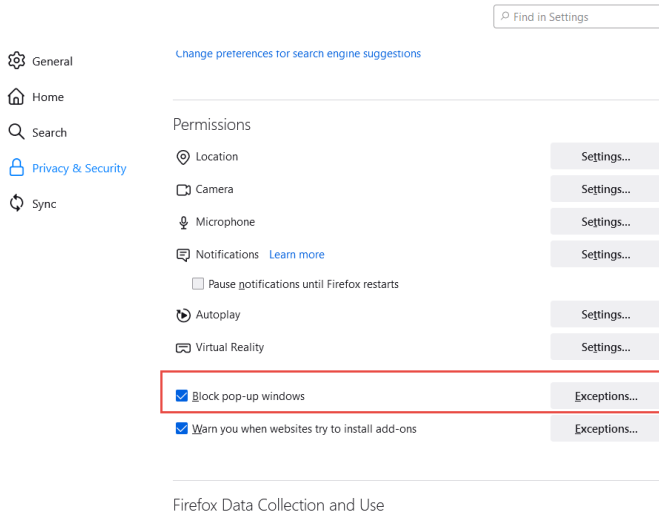 Find in Settings
Change preferences for search engine suggestions
General
Home
Search
Privacy & Security
Sync
Permissions
Location Settings...
Camera Settings...
Microphone Settings...
Notifications Learn more Settings...
Pause notifications until Firefox restarts
Autoplay Settings...
Virtual Reality Settings...
Block pop-up windows Exceptions...
Warn you when websites try to install add-ons Exceptions...
Firefox Data Collection and Use